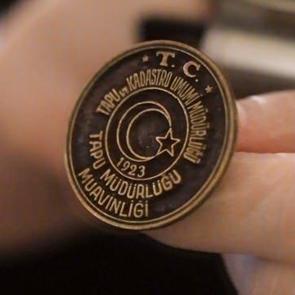 * T. C. *
TAPU ve KADASTRO UMUM MÜDÜRLÜĞÜ
1923
TAPU MÜDÜRLÜĞÜ
MUAVİNLİĞİ